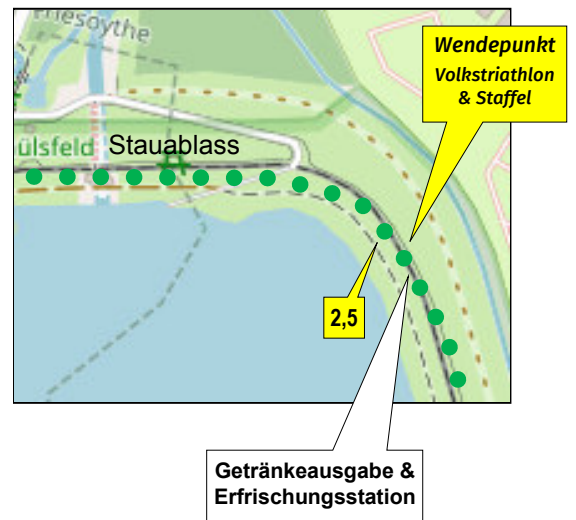 Friesoythe
Wendepunkt
Volkstriathlon
& Staffel
ülsfeld
Stauablass
2,5
Getränkeausgabe &
Erfrischungsstation